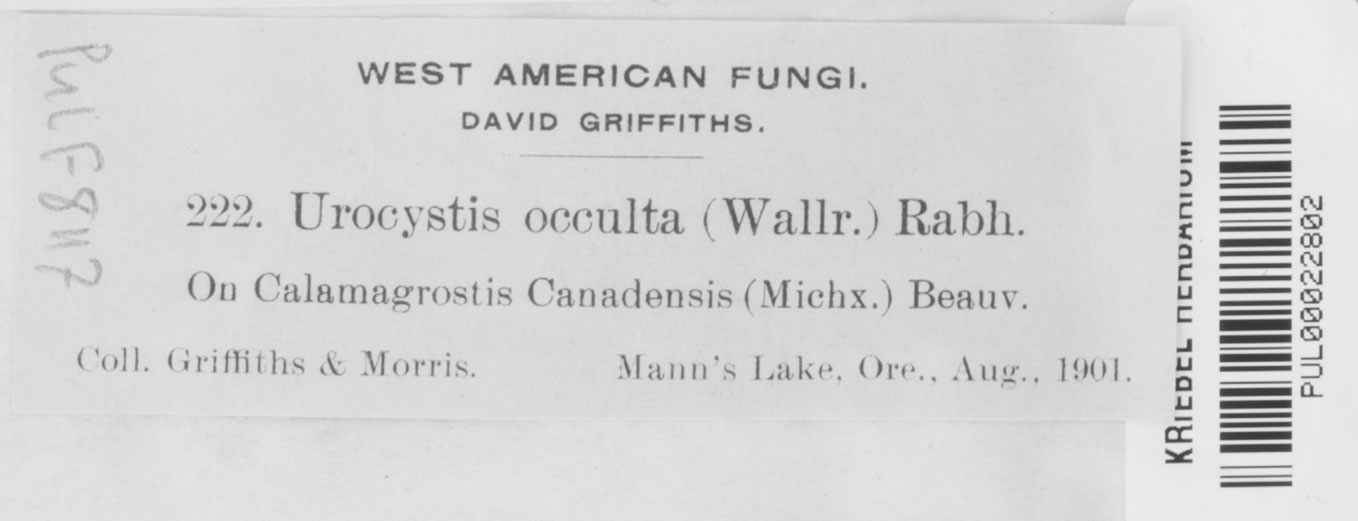 WEST AMERICAN FUNGI.
DAVID GRIFFITHS.
222. Urocystis occulta (Wallr.) Rabh.
On Calamagrostis Canadensis (Michx.) Beauv.
Coll. Griffiths & Morris. Mann's Lake, Ore., Aug., 1901.
PUL F8117
KRIEBEL HERBARIUM
PUL00022802